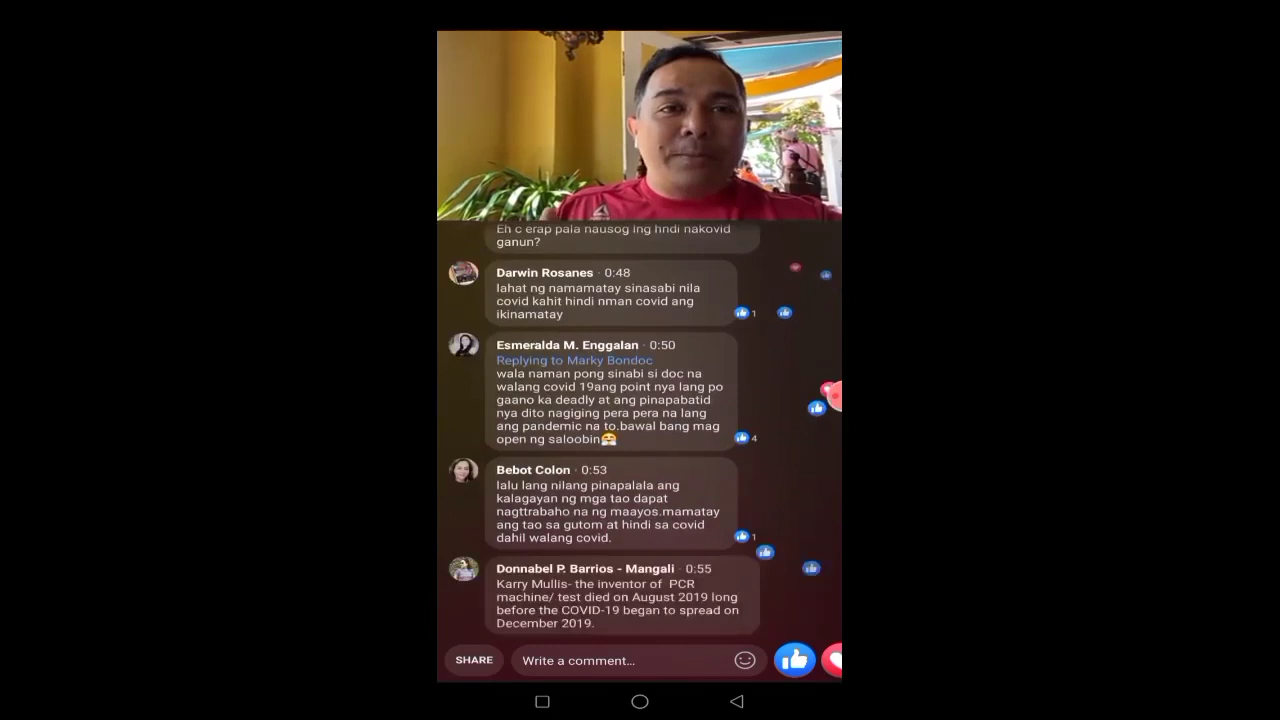 Eh c erap pala nausog ing hndi nakovid
ganun?
Darwin Rosanes · 0:48
lahat ng namamatay sinasabi nila
covid kahit hindi nman covid ang
ikinamatay
1
Esmeralda M. Enggalan · 0:50
Replying to Marky Bondoc
wala naman pong sinabi si doc na
walang covid 19ang point nya lang po
gaano ka deadly at ang pinapabatid
nya dito nagiging pera pera na lang
ang pandemic na to.bawal bang mag
open ng saloobin😤
4
Bebot Colon · 0:53
lalu lang nilang pinapalala ang
kalagayan ng mga tao dapat
nagttrabaho na ng maayos.mamatay
ang tao sa gutom at hindi sa covid
dahil walang covid.
1
Donnabel P. Barrios - Mangali · 0:55
Karry Mullis- the inventor of PCR
machine/ test died on August 2019 long
before the COVID-19 began to spread on
December 2019.
SHARE
Write a comment...